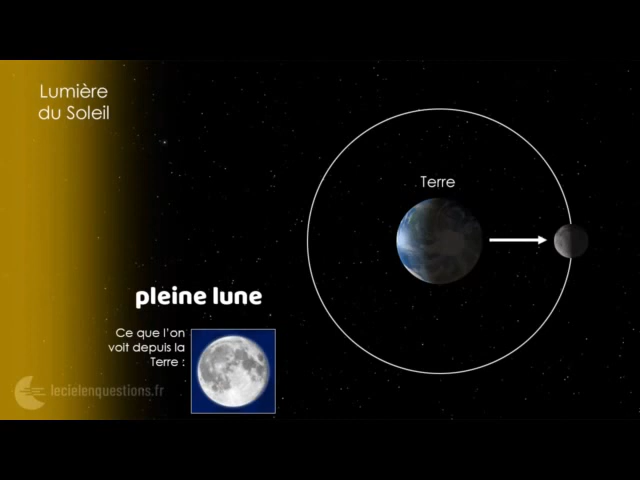 Lumière
du Soleil
Terre
pleine lune
Ce que l'on
voit depuis la
Terre :
lecielenquestions.fr